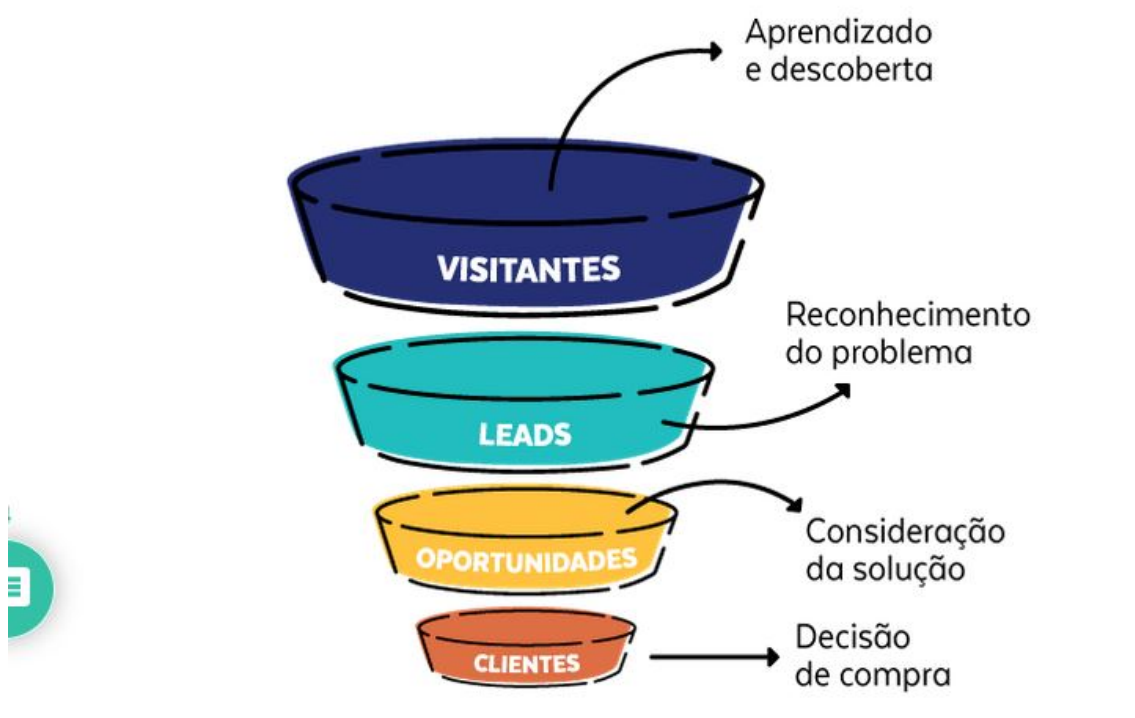 Aprendizado
e descoberta
VISITANTES
Reconhecimento
do problema
LEADS
Consideração
da solução
OPORTUNIDADES
Decisão
de compra
CLIENTES